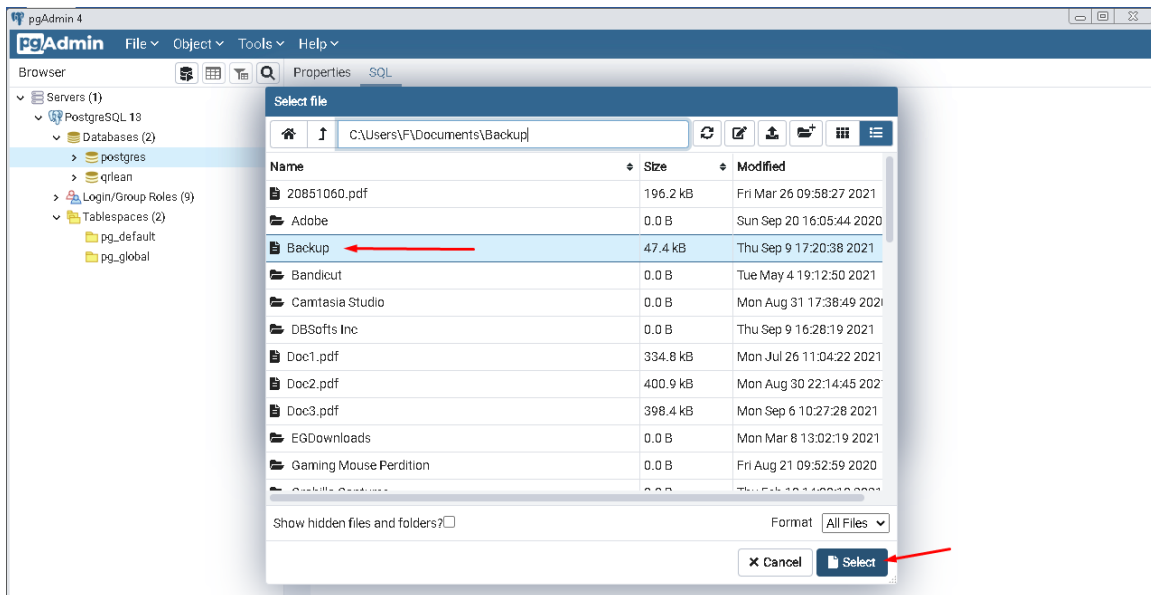 pgAdmin 4
pgAdmin File Object Tools Help
Browser Properties SQL
Servers (1)
PostgreSQL 13
Databases (2)
postgres
qrlean
Login/Group Roles (9)
Tablespaces (2)
pg_default
pg_global
Select file
C:\Users\F\Documents\Backup
Name Size Modified
20851060.pdf 196.2 kB Fri Mar 26 09:58:27 2021
Adobe 0.0 B Sun Sep 20 16:05:44 2020
Backup 47.4 kB Thu Sep 9 17:20:38 2021
Bandicut 0.0 B Tue May 4 19:12:50 2021
Camtasia Studio 0.0 B Mon Aug 31 17:38:49 202
DBSofts Inc 0.0 B Thu Sep 9 16:28:19 2021
Doc1.pdf 334.8 kB Mon Jul 26 11:04:22 2021
Doc2.pdf 400.9 kB Mon Aug 30 22:14:45 202
Doc3.pdf 398.4 kB Mon Sep 6 10:27:28 2021
EGDownloads 0.0 B Mon Mar 8 13:02:19 2021
Gaming Mouse Perdition 0.0 B Fri Aug 21 09:52:59 2020
Show hidden files and folders? Format All Files
Cancel Select